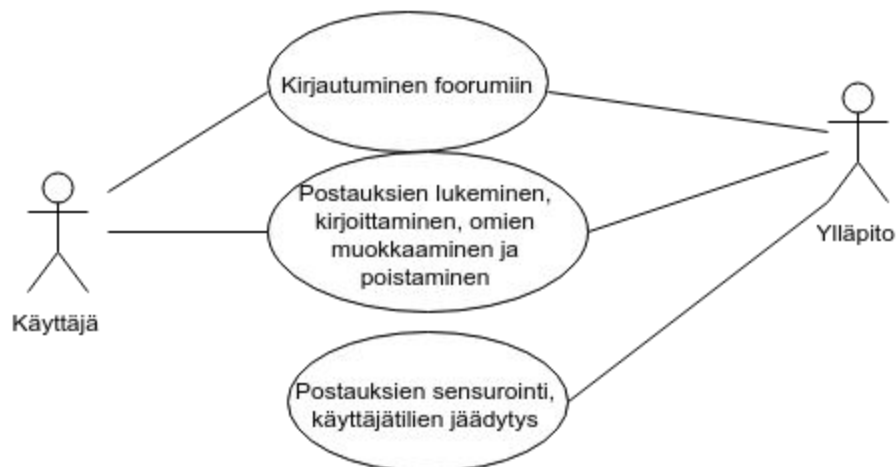 Kirjautuminen foorumiin
Postauksien lukeminen,
kirjoittaminen, omien
muokkaaminen ja
poistaminen
Ylläpito
Käyttäjä
Postauksien sensurointi,
käyttäjätilien jäädytys